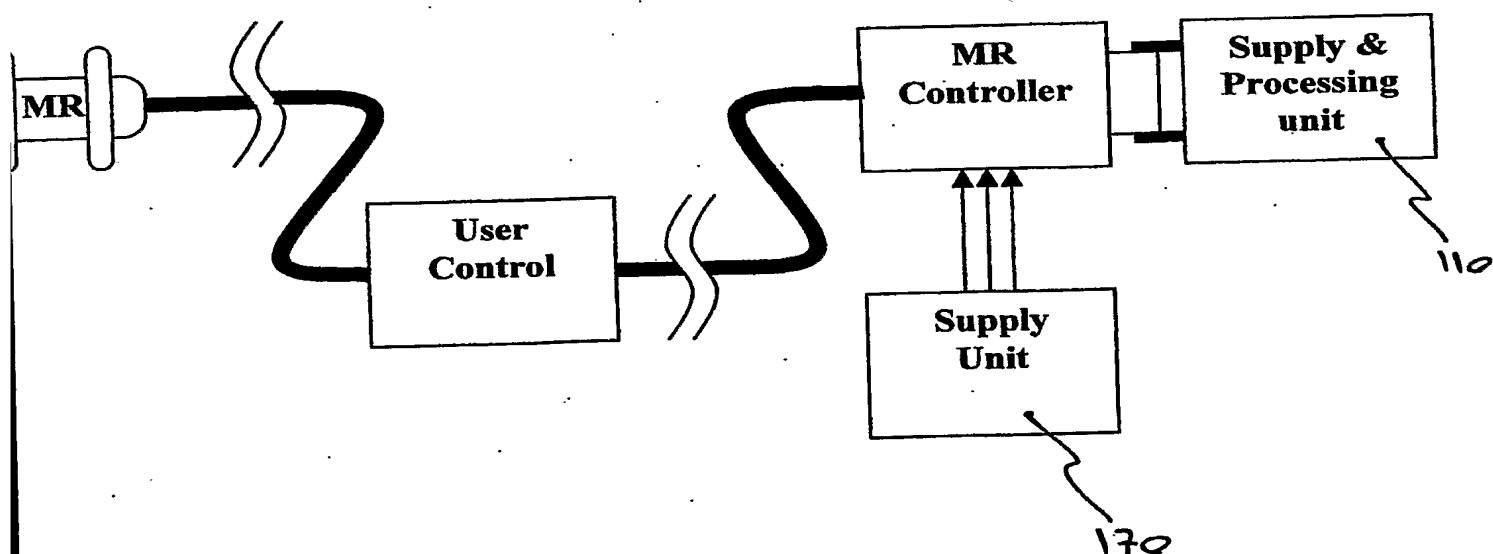 MR
MR
Controller
Supply &
Processing
unit
110
User
Control
Supply
Unit
170